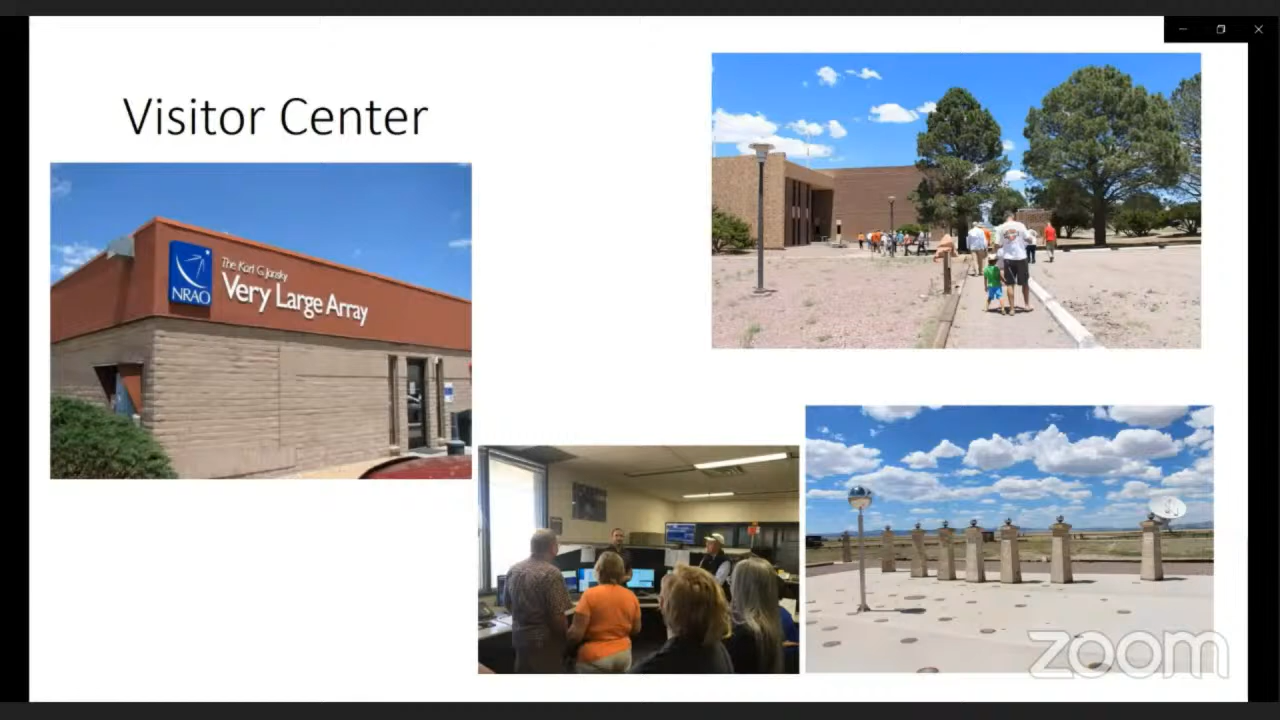 Visitor Center
NRAO
The Karl G. Jansky
Very Large Array
zoom